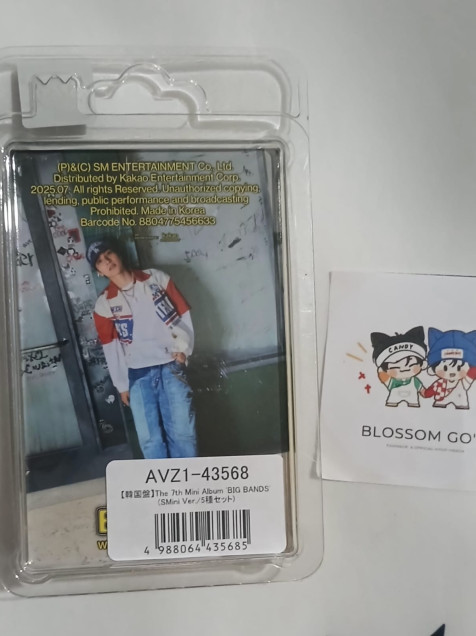 (P)&(C) SM ENTERTAINMENT Co., Ltd.
Distributed by Kakao Entertainment Corp.
2025.07. All rights Reserved. Unauthorized copying,
lending, public performance and broadcasting
Prohibited. Made in Korea
Barcode No. 8804775456633
AVZ1-43568
【韓国盤】The 7th Mini Album 'BIG BANDS'
(SMini Ver./5種セット)
4 988064 435685
CANDY
BLOSSOM GO'